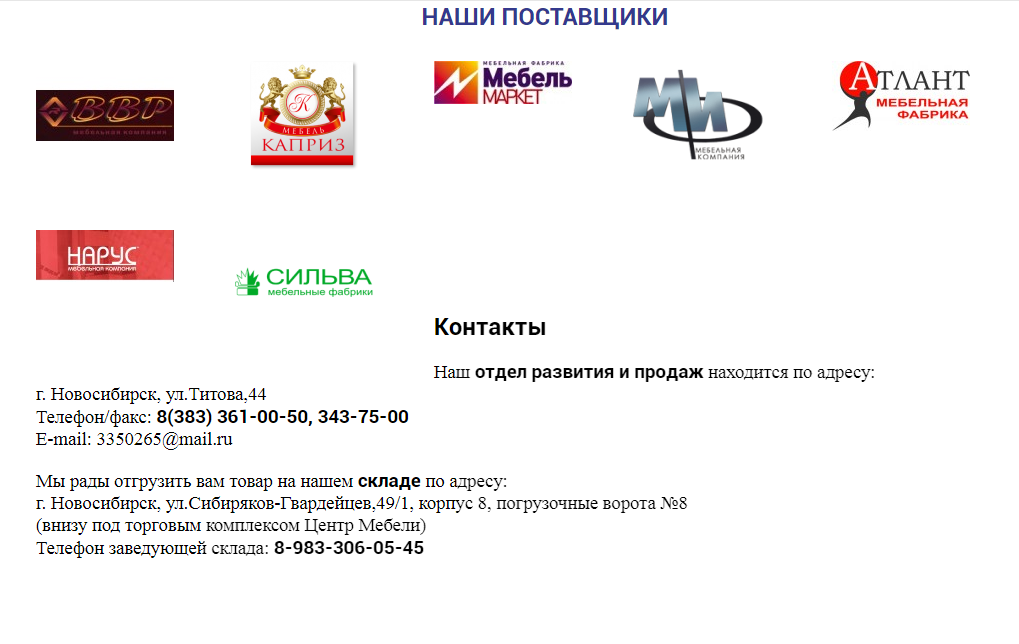 НАШИ ПОСТАВЩИКИ
ВВР
мебельная компания
К
МЕБЕЛЬ
КАПРИЗ
МЕБЕЛЬНАЯ ФАБРИКА
Мебель
МАРКЕТ
МИ
МЕБЕЛЬНАЯ
КОМПАНИЯ
АТЛАНТ
МЕБЕЛЬНАЯ
ФАБРИКА
НАРУС
МЕБЕЛЬНАЯ КОМПАНИЯ
СИЛЬВА
мебельные фабрики
Контакты
Наш отдел развития и продаж находится по адресу:
г. Новосибирск, ул.Титова,44
Телефон/факс: 8(383) 361-00-50, 343-75-00
E-mail: 3350265@mail.ru
Мы рады отгрузить вам товар на нашем складе по адресу:
г. Новосибирск, ул.Сибиряков-Гвардейцев,49/1, корпус 8, погрузочные ворота №8
(внизу под торговым комплексом Центр Мебели)
Телефон заведующей склада: 8-983-306-05-45